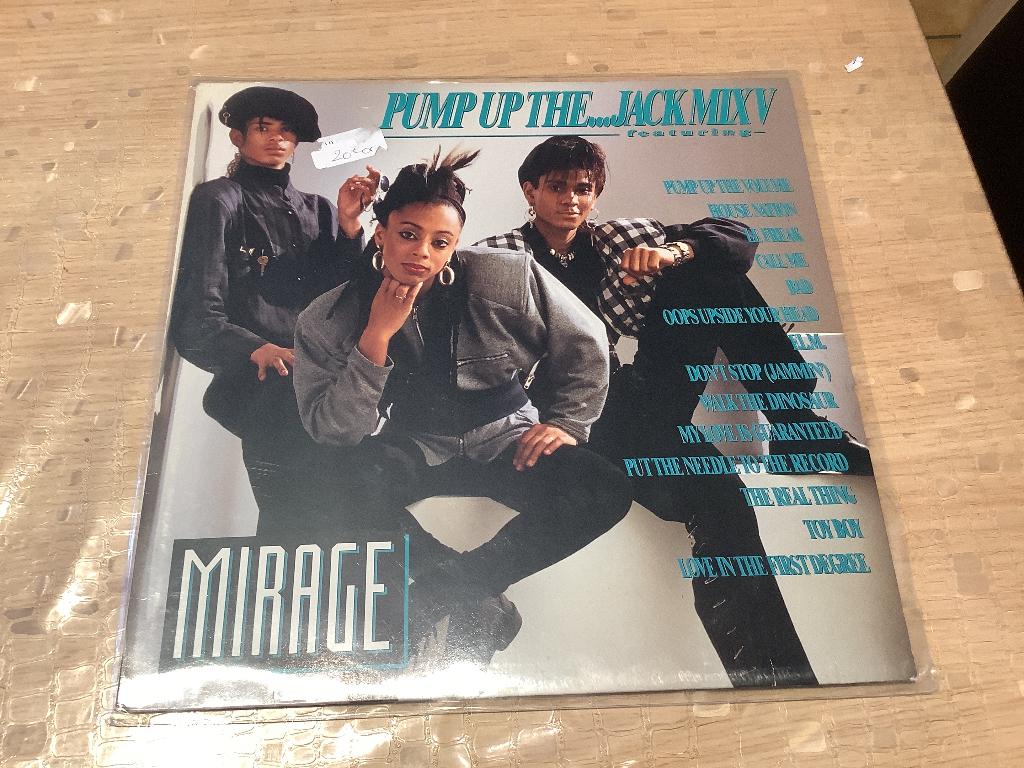 PUMP UP THE...JACK MIX V
featuring-
PUMP UP THE VOLUME
HOUSE NATION
LE FREAK
CALL ME
BAD
OOPS UPSIDE YOUR HEAD
F.L.M.
DON'T STOP (JAMMIN')
WALK THE DINOSAUR
MY LOVE IS GUARANTEED
PUT THE NEEDLE TO THE RECORD
THE REAL THING
TOY BOY
LOVE IN THE FIRST DEGREE
MIRAGE